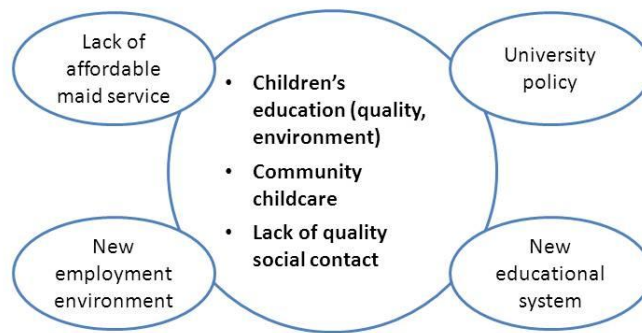 Lack of
affordable
maid service
University
policy
• Children’s
education (quality,
environment)
• Community
childcare
• Lack of quality
social contact
New
employment
environment
New
educational
system